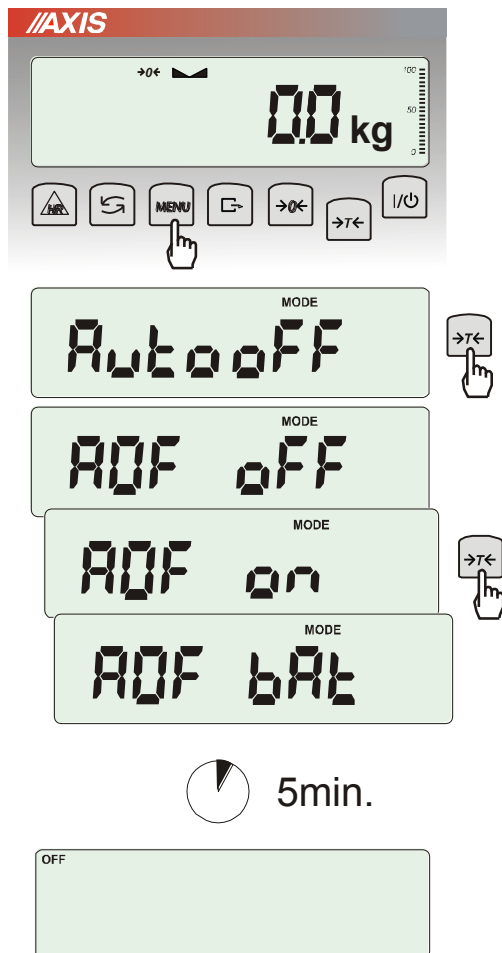 //AXIS
→0←
100
0.0 kg
50
0
HR MENU →0← →T← I/⏻
MODE
AutooFF
→T←
MODE
AOF oFF
MODE
AOF on
→T←
MODE
AOF bAt
5min.
OFF